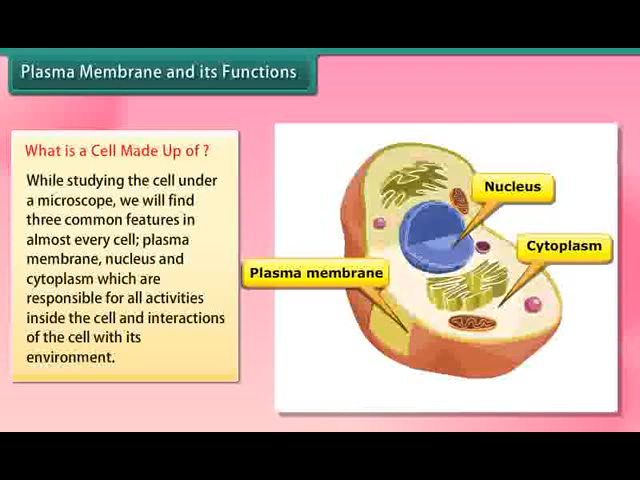 Plasma Membrane and its Functions
What is a Cell Made Up of ?
While studying the cell under
a microscope, we will find
three common features in
almost every cell; plasma
membrane, nucleus and
cytoplasm which are
responsible for all activities
inside the cell and interactions
of the cell with its
environment.
Nucleus
Cytoplasm
Plasma membrane